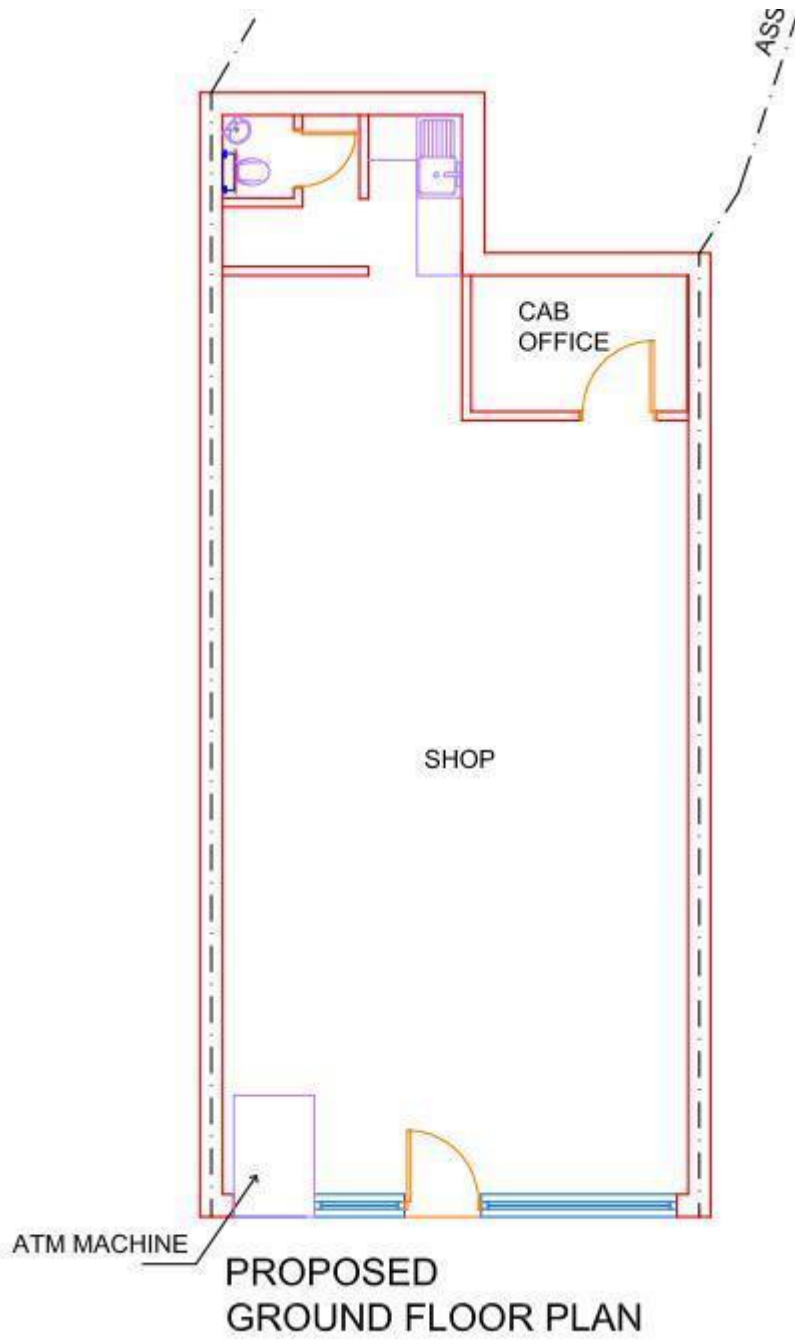 ASS
CAB
OFFICE
SHOP
ATM MACHINE
PROPOSED
GROUND FLOOR PLAN